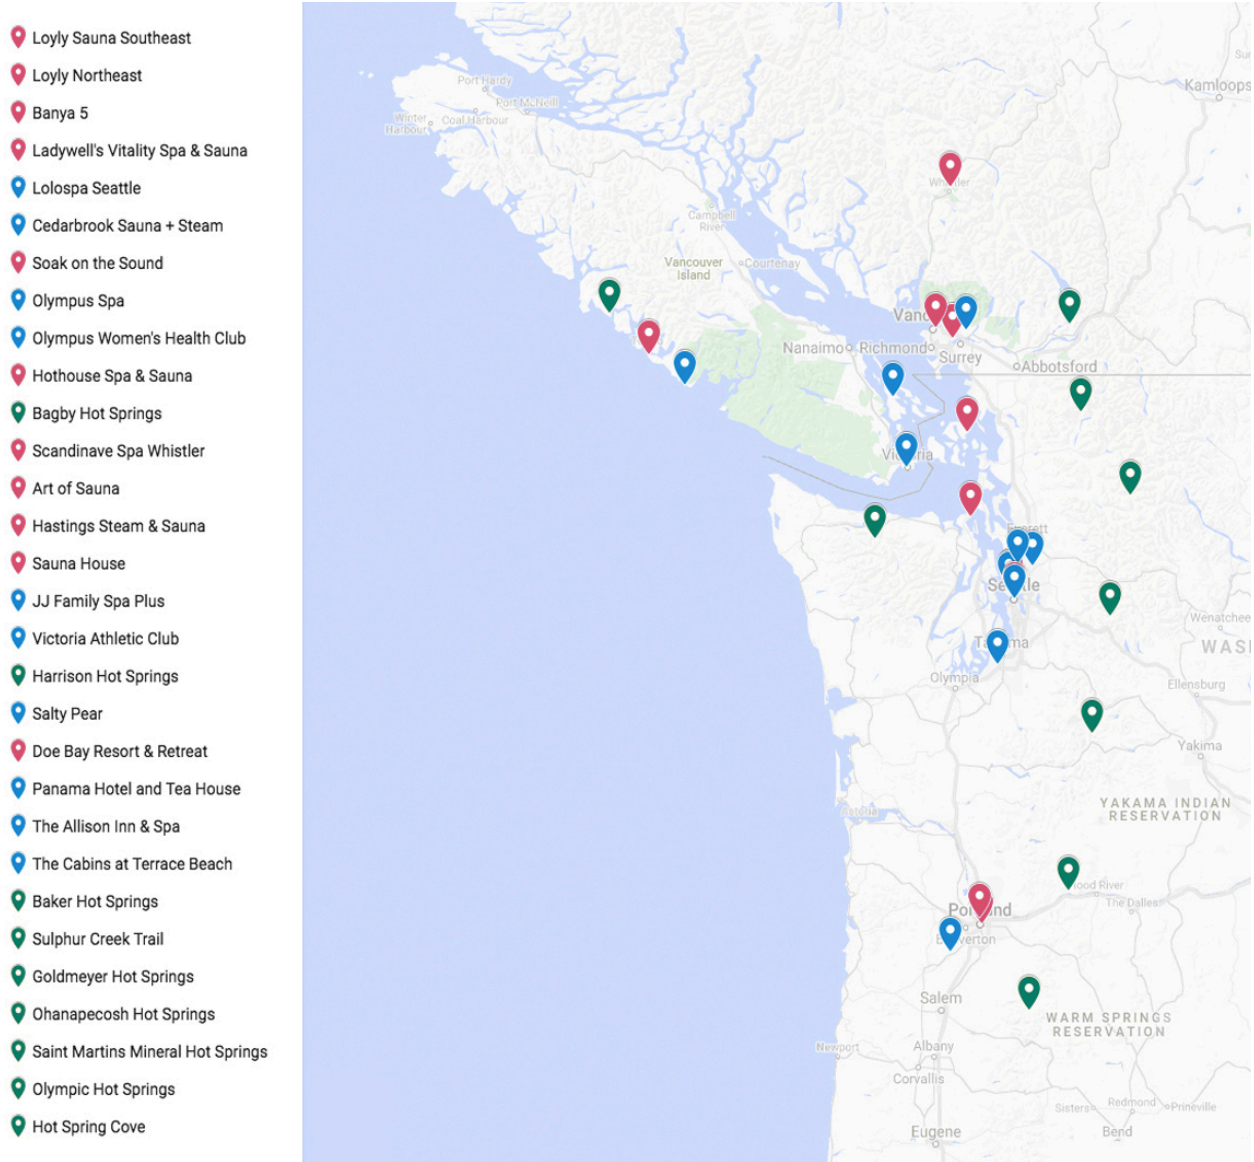 Loyly Sauna Southeast
Loyly Northeast
Banya 5
Ladywell's Vitality Spa & Sauna
Lolospa Seattle
Cedarbrook Sauna + Steam
Soak on the Sound
Olympus Spa
Olympus Women's Health Club
Hothouse Spa & Sauna
Bagby Hot Springs
Scandinave Spa Whistler
Art of Sauna
Hastings Steam & Sauna
Sauna House
JJ Family Spa Plus
Victoria Athletic Club
Harrison Hot Springs
Salty Pear
Doe Bay Resort & Retreat
Panama Hotel and Tea House
The Allison Inn & Spa
The Cabins at Terrace Beach
Baker Hot Springs
Sulphur Creek Trail
Goldmeyer Hot Springs
Ohanapecosh Hot Springs
Saint Martins Mineral Hot Springs
Olympic Hot Springs
Hot Spring Cove
Port Hardy
Port McNeill
Winter
Harbour
Coal Harbour
Kamloops
Campbell
River
Vancouver
Island
Courtenay
Nanaimo
Richmond
Surrey
Abbotsford
Olympia
Wenatchee
Ellensburg
Yakima
YAKAMA INDIAN
RESERVATION
The Dalles
Salem
WARM SPRINGS
RESERVATION
Newport
Albany
Corvallis
Sisters
Redmond
Prineville
Bend
Eugene